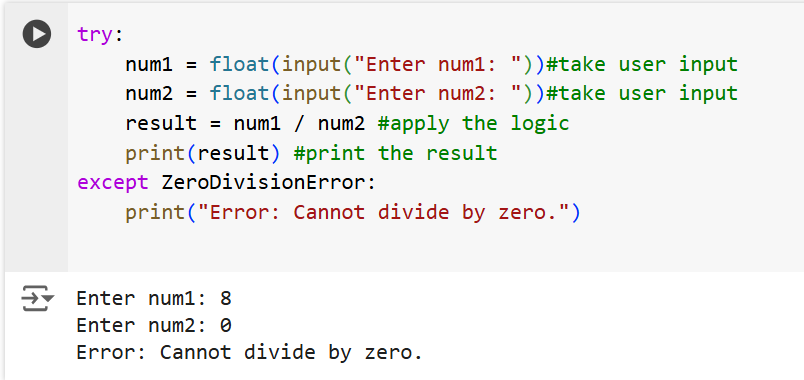 try:
    num1 = float(input("Enter num1: "))#take user input
    num2 = float(input("Enter num2: "))#take user input
    result = num1 / num2 #apply the logic
    print(result) #print the result
except ZeroDivisionError:
    print("Error: Cannot divide by zero.")
Enter num1: 8
Enter num2: 0
Error: Cannot divide by zero.